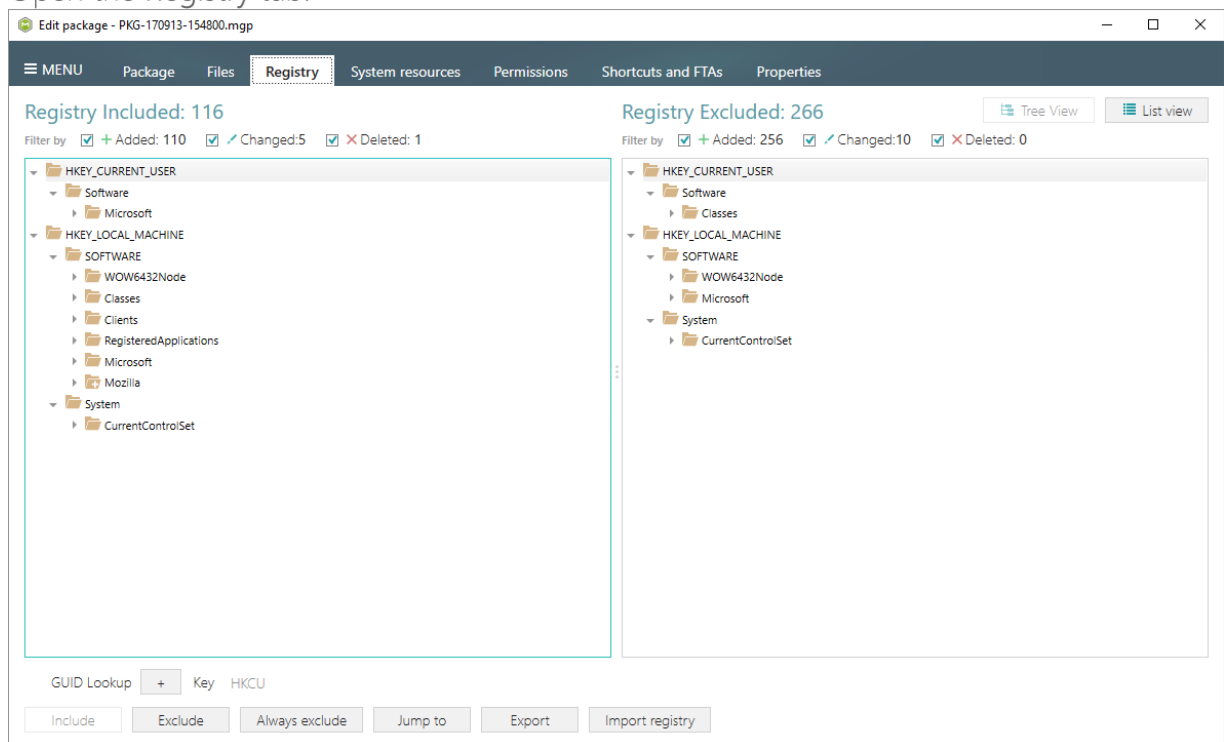 Open the Registry tab.
Edit package - PKG-170913-154800.mgp
MENU Package Files Registry System resources Permissions Shortcuts and FTAs Properties
Registry Included: 116
Filter by + Added: 110 Changed:5 Deleted: 1
HKEY_CURRENT_USER
Software
Microsoft
HKEY_LOCAL_MACHINE
SOFTWARE
WOW6432Node
Classes
Clients
RegisteredApplications
Microsoft
Mozilla
System
CurrentControlSet
Registry Excluded: 266
Tree View List view
Filter by + Added: 256 Changed:10 Deleted: 0
HKEY_CURRENT_USER
Software
Classes
HKEY_LOCAL_MACHINE
SOFTWARE
WOW6432Node
Microsoft
System
CurrentControlSet
GUID Lookup + Key HKCU
Include Exclude Always exclude Jump to Export Import registry